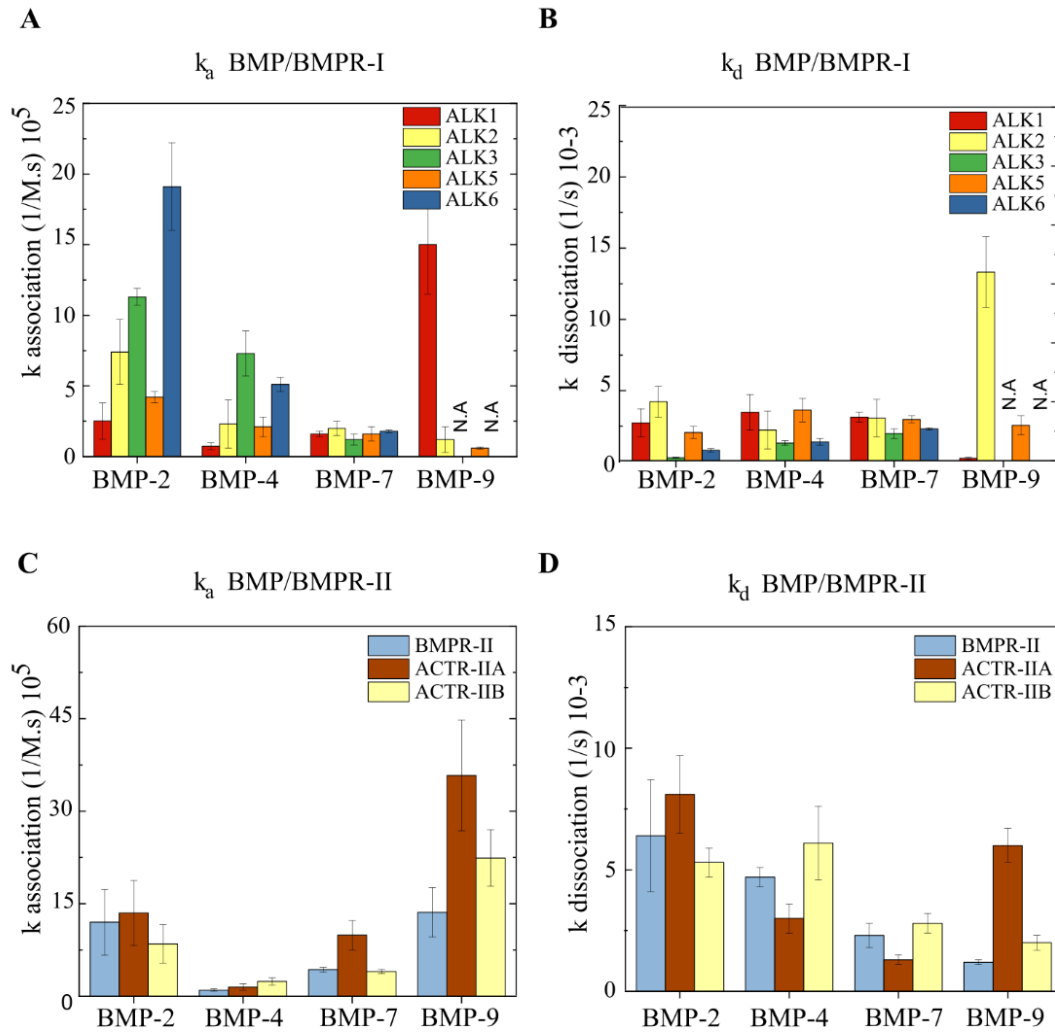 A
k_a BMP/BMPR-I
k association (1/M.s) 10^5
25
20
15
10
5
0
ALK1
ALK2
ALK3
ALK5
ALK6
N.A
N.A
BMP-2 BMP-4 BMP-7 BMP-9
B
k_d BMP/BMPR-I
k dissociation (1/s) 10-3
25
20
15
10
5
0
ALK1
ALK2
ALK3
ALK5
ALK6
N.A
N.A
BMP-2 BMP-4 BMP-7 BMP-9
C
k_a BMP/BMPR-II
k association (1/M.s) 10^5
60
45
30
15
0
BMPR-II
ACTR-IIA
ACTR-IIB
BMP-2 BMP-4 BMP-7 BMP-9
D
k_d BMP/BMPR-II
k dissociation (1/s) 10-3
15
10
5
0
BMPR-II
ACTR-IIA
ACTR-IIB
BMP-2 BMP-4 BMP-7 BMP-9